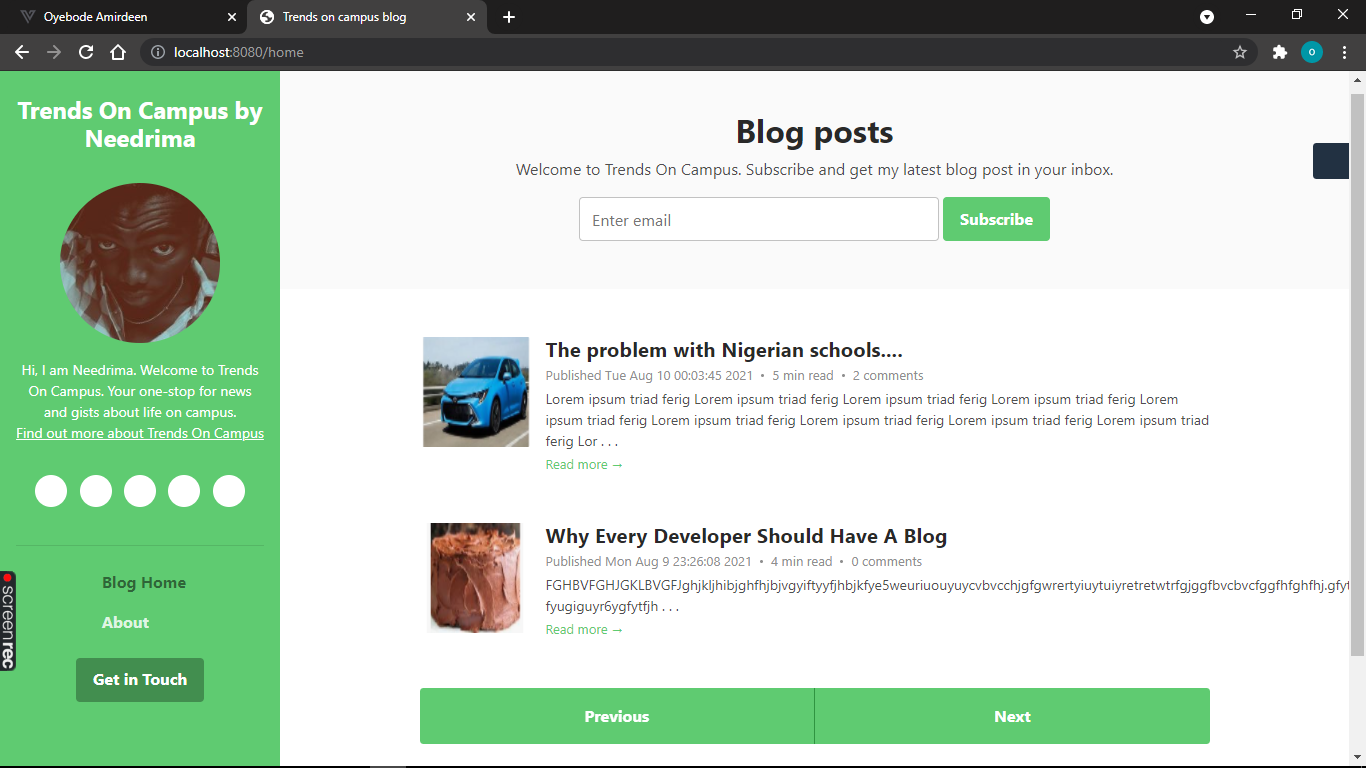 Oyebode Amirdeen
Trends on campus blog
localhost:8080/home
o
Trends On Campus by
Needrima
Hi, I am Needrima. Welcome to Trends
On Campus. Your one-stop for news
and gists about life on campus.
Find out more about Trends On Campus
Blog Home
About
Get in Touch
screenrec
Blog posts
Welcome to Trends On Campus. Subscribe and get my latest blog post in your inbox.
Enter email
Subscribe
The problem with Nigerian schools....
Published Tue Aug 10 00:03:45 2021 • 5 min read • 2 comments
Lorem ipsum triad ferig Lorem ipsum triad ferig Lorem ipsum triad ferig Lorem ipsum triad ferig Lorem
ipsum triad ferig Lorem ipsum triad ferig Lorem ipsum triad ferig Lorem ipsum triad ferig Lorem ipsum triad
ferig Lor . . .
Read more →
Why Every Developer Should Have A Blog
Published Mon Aug 9 23:26:08 2021 • 4 min read • 0 comments
FGHBVFGHJGKLBVGFJghjkljhibjghfhjbjvgyiftyyfjhbjkfye5weuriuouyuycvbvcchjgfgwrertyiuytuiyretretwtrfgjggfbvcbvcfggfhfghfhj.gfyt
fyugiguyr6ygfytfjh . . .
Read more →
Previous
Next